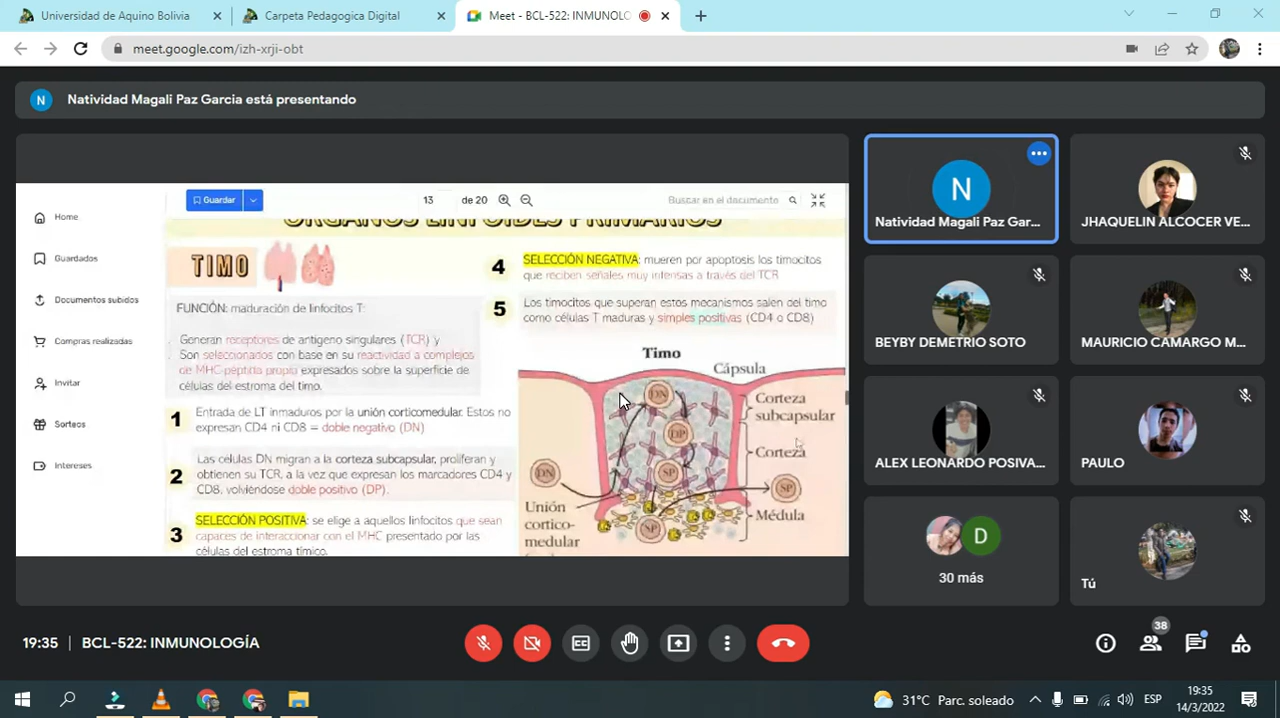 Universidad de Aquino Bolivia
Carpeta Pedagogica Digital
Meet - BCL-522: INMUNOLO
meet.google.com/izh-xrji-obt
N
Natividad Magali Paz Garcia está presentando
Guardar
13
de 20
Buscar en el documento
Home
Guardados
Documentos subidos
Compras realizadas
Invitar
Sorteos
Intereses
ÓRGANOS LINFOIDES PRIMARIOS
TIMO
FUNCIÓN: maduración de linfocitos T:
Generan receptores de antígeno singulares (TCR) y
Son seleccionados con base en su reactividad a complejos
de MHC-péptita propia expresados sobre la superficie de
células del estroma del timo.
1
Entrada de LT inmaduros por la unión corticomedular. Estos no
expresan CD4 ni CD8 = doble negativo (DN)
2
Las células DN migran a la corteza subcapsular, proliferan y
obtienen su TCR, a la vez que expresan los marcadores CD4 y
CD8, volviéndose doble positivo (DP).
3
SELECCIÓN POSITIVA: se elige a aquellos linfocitos que sean
capaces de interaccionar con el MHC presentado por las
células del estroma tímico.
4
SELECCIÓN NEGATIVA: mueren por apoptosis los timocitos
que reciben señales muy intensas a través del TCR
5
Los timocitos que superan estos mecanismos salen del timo
como células T maduras y simples positivas (CD4 o CD8)
Timo
Cápsula
Corteza
subcapsular
Corteza
Médula
Unión
cortico-
medular
DN
DN
DP
SP
SP
SP
N
Natividad Magali Paz Gar...
JHAQUELIN ALCOCER VE...
BEYBY DEMETRIO SOTO
MAURICIO CAMARGO M...
ALEX LEONARDO POSIVA...
PAULO
D
30 más
Tú
19:35
BCL-522: INMUNOLOGÍA
38
31°C Parc. soleado
ESP
19:35
14/3/2022